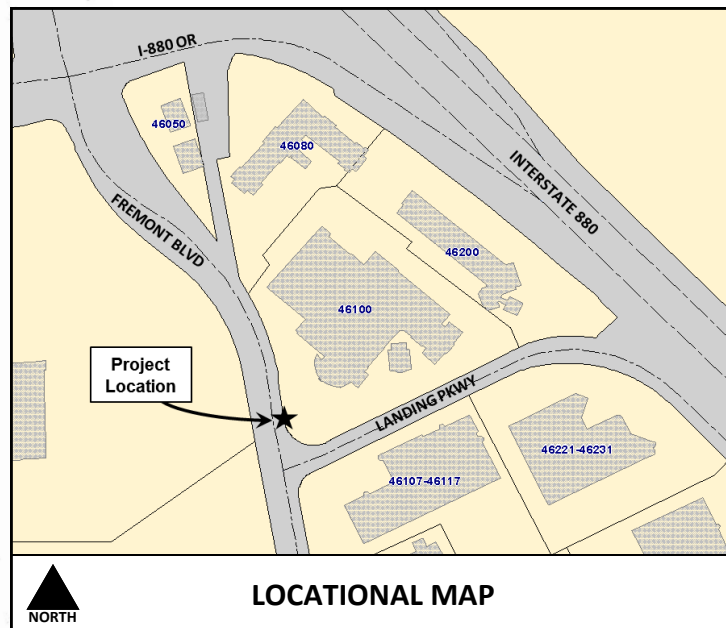 I-880 OR
46050
46080
INTERSTATE 880
FREMONT BLVD
46200
46100
Project
Location
LANDING PKWY
46221-46231
46107-46117
NORTH
LOCATIONAL MAP